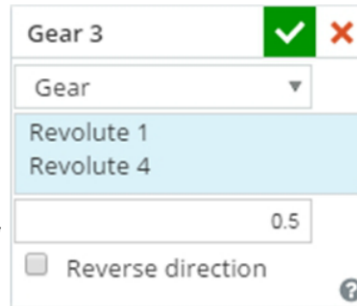 Gear 3
Gear
Revolute 1
Revolute 4
0.5
Reverse direction
?